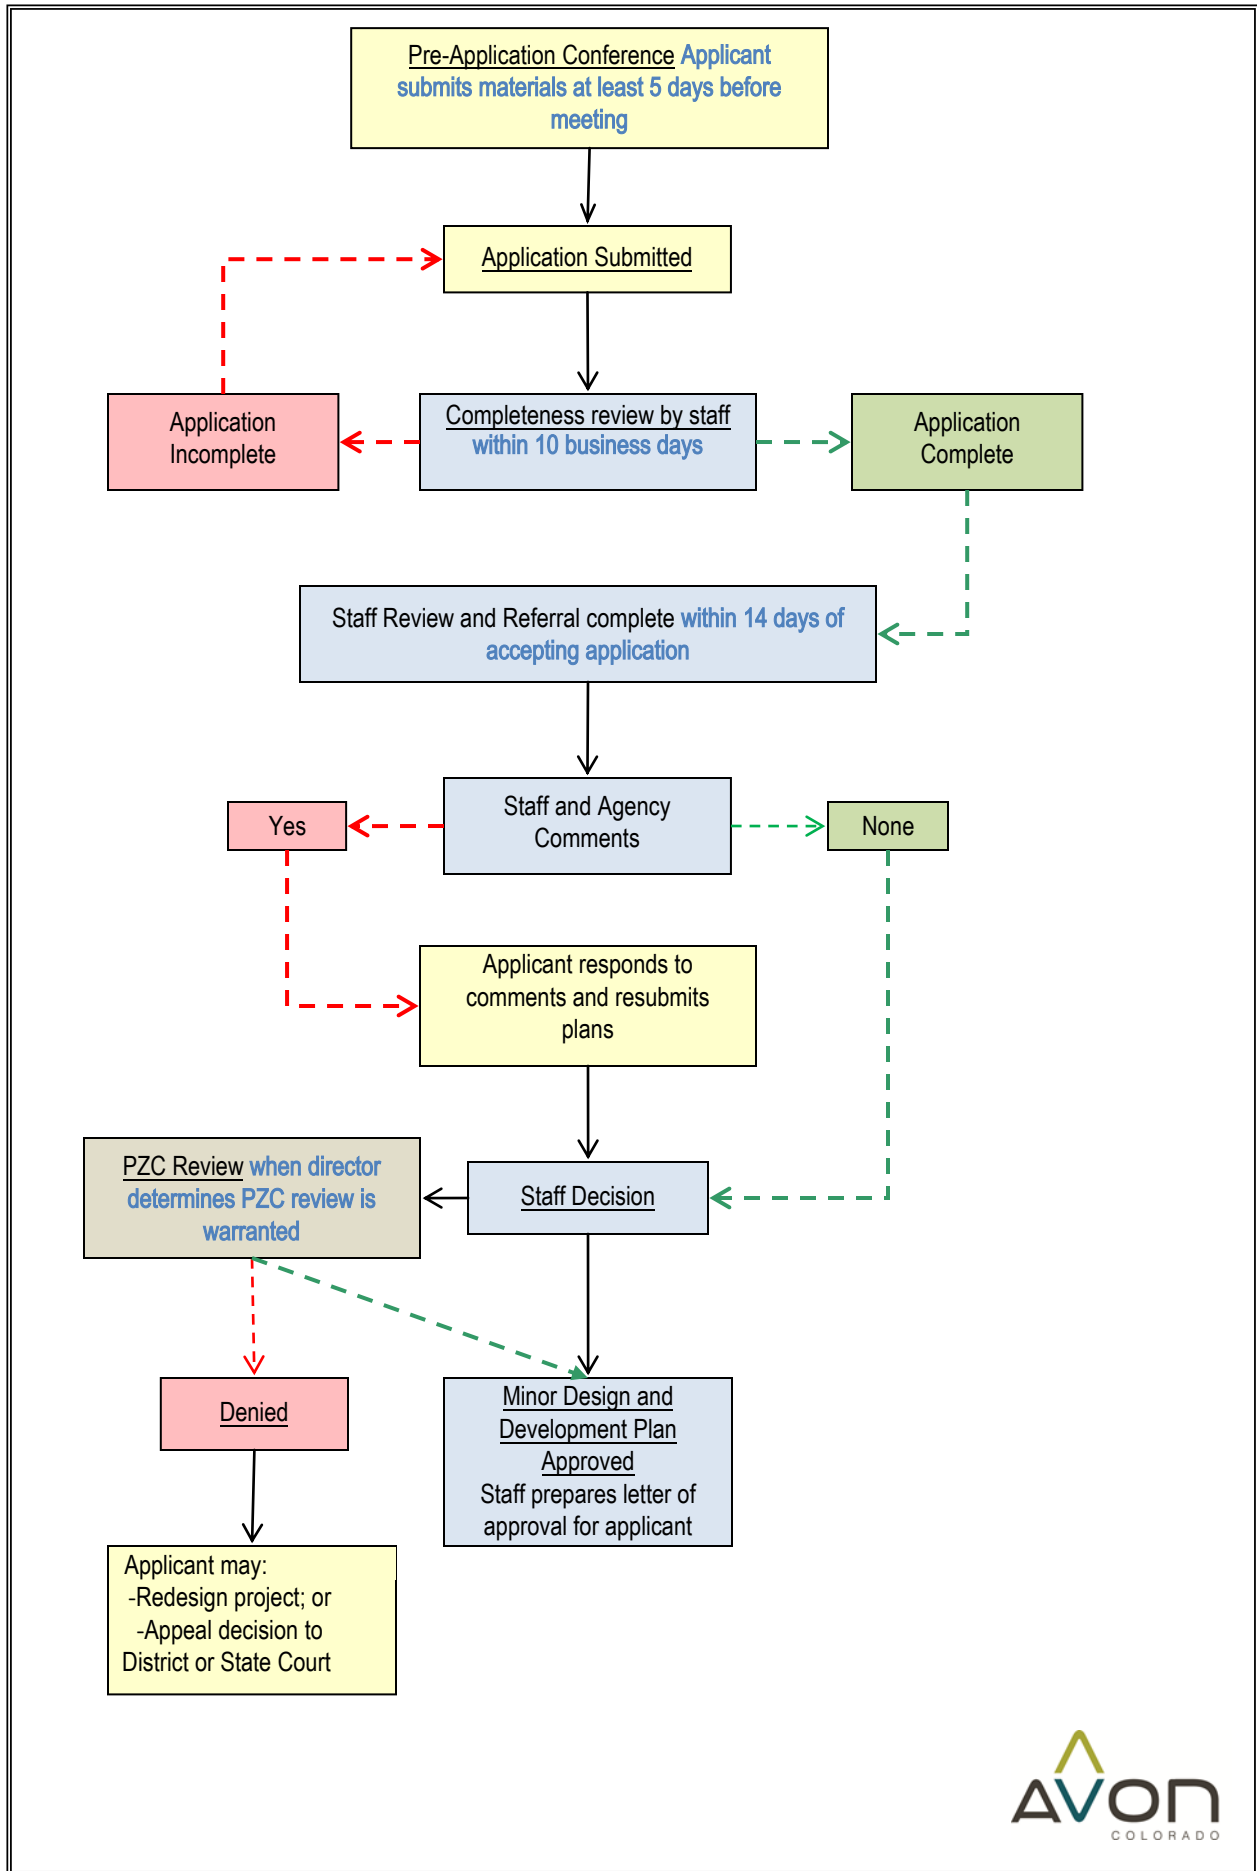 Pre-Application Conference Applicant
submits materials at least 5 days before
meeting
Application Submitted
Application
Incomplete
Completeness review by staff
within 10 business days
Application
Complete
Staff Review and Referral complete within 14 days of
accepting application
Yes
Staff and Agency
Comments
None
Applicant responds to
comments and resubmits
plans
PZC Review when director
determines PZC review is
warranted
Staff Decision
Denied
Minor Design and
Development Plan
Approved
Staff prepares letter of
approval for applicant
Applicant may:
-Redesign project; or
-Appeal decision to
District or State Court
AVON
COLORADO